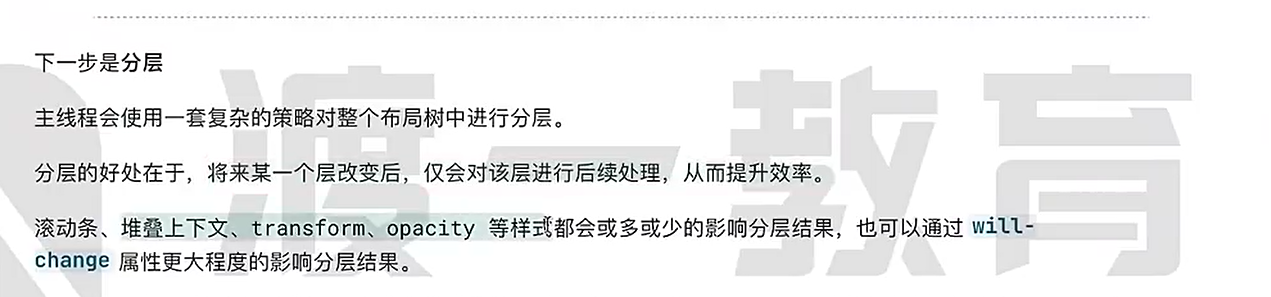 下一步是分层
主线程会使用一套复杂的策略对整个布局树中进行分层。
分层的好处在于，将来某一个层改变后，仅会对该层进行后续处理，从而提升效率。
滚动条、堆叠上下文、transform、opacity 等样式都会或多或少的影响分层结果，也可以通过 will-
change 属性更大程度的影响分层结果。
渡一教育